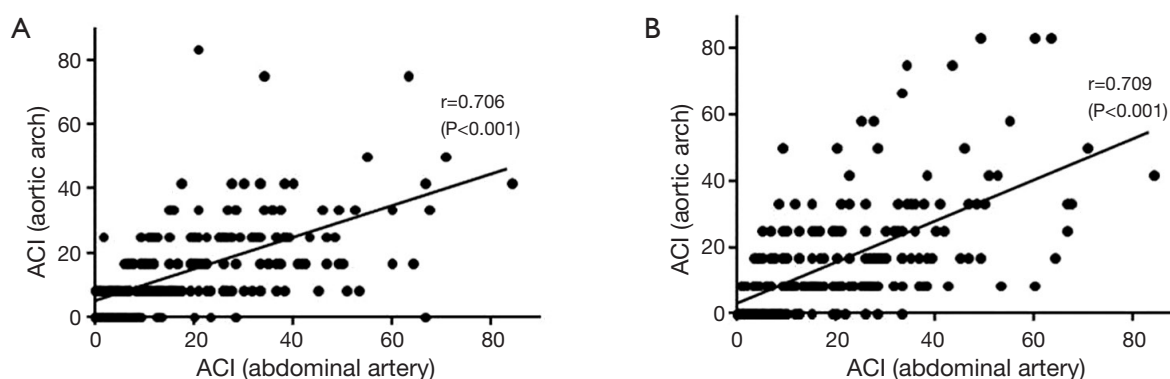 A
80
60
40
20
0
ACI (aortic arch)
r=0.706
(P<0.001)
0 20 40 60 80
ACI (abdominal artery)
B
80
60
40
20
0
ACI (aortic arch)
r=0.709
(P<0.001)
0 20 40 60 80
ACI (abdominal artery)